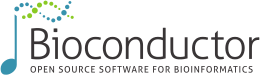 Bioconductor
OPEN SOURCE SOFTWARE FOR BIOINFORMATICS